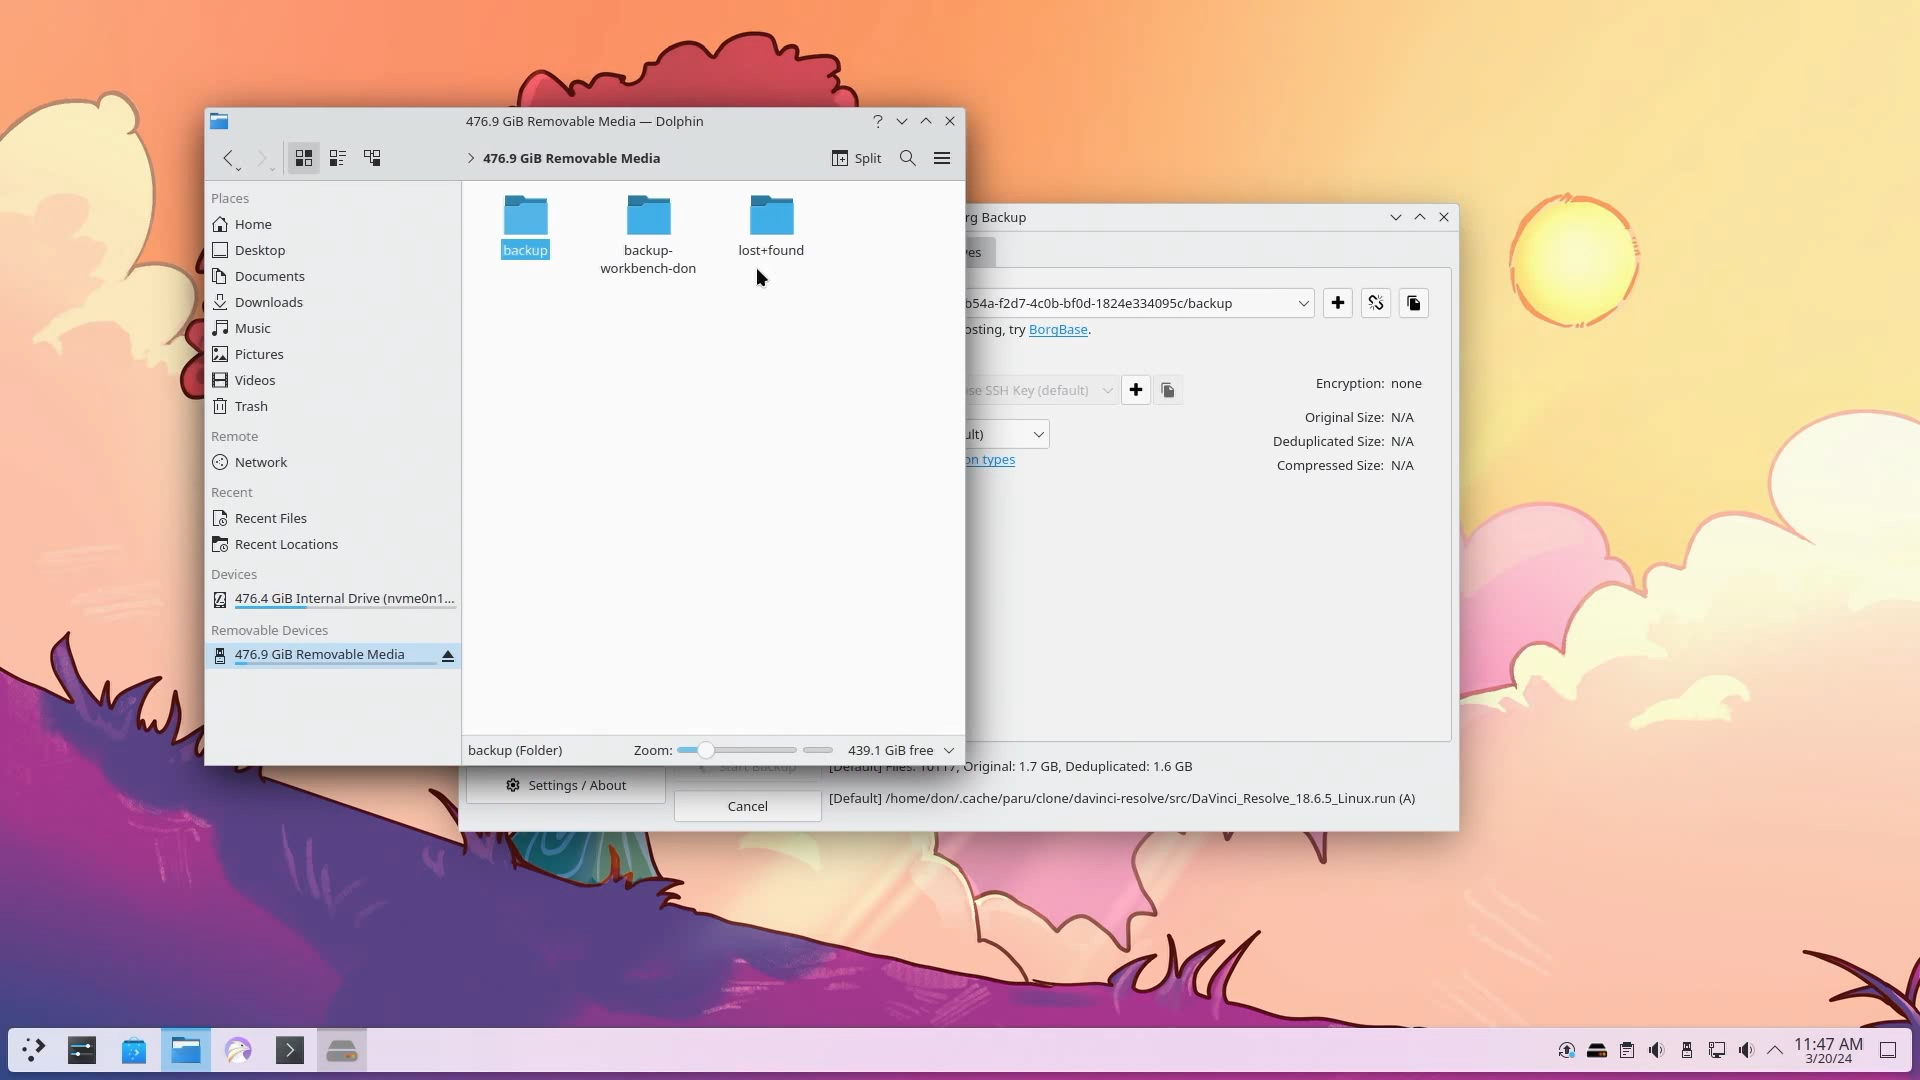 476.9 GiB Removable Media — Dolphin
476.9 GiB Removable Media
Split
Places
Home
Desktop
Documents
Downloads
Music
Pictures
Videos
Trash
Remote
Network
Recent
Recent Files
Recent Locations
Devices
476.4 GiB Internal Drive (nvme0n1...
Removable Devices
476.9 GiB Removable Media
backup
backup-
workbench-don
lost+found
backup (Folder)
Zoom:
439.1 GiB free
rg Backup
es
b54a-f2d7-4c0b-bf0d-1824e334095c/backup
osting, try BorgBase.
se SSH Key (default)
ult)
on types
Encryption: none
Original Size: N/A
Deduplicated Size: N/A
Compressed Size: N/A
Settings / About
Start Backup
Cancel
[Default] Files: 10117, Original: 1.7 GB, Deduplicated: 1.6 GB
[Default] /home/don/.cache/paru/clone/davinci-resolve/src/DaVinci_Resolve_18.6.5_Linux.run (A)
11:47 AM
3/20/24